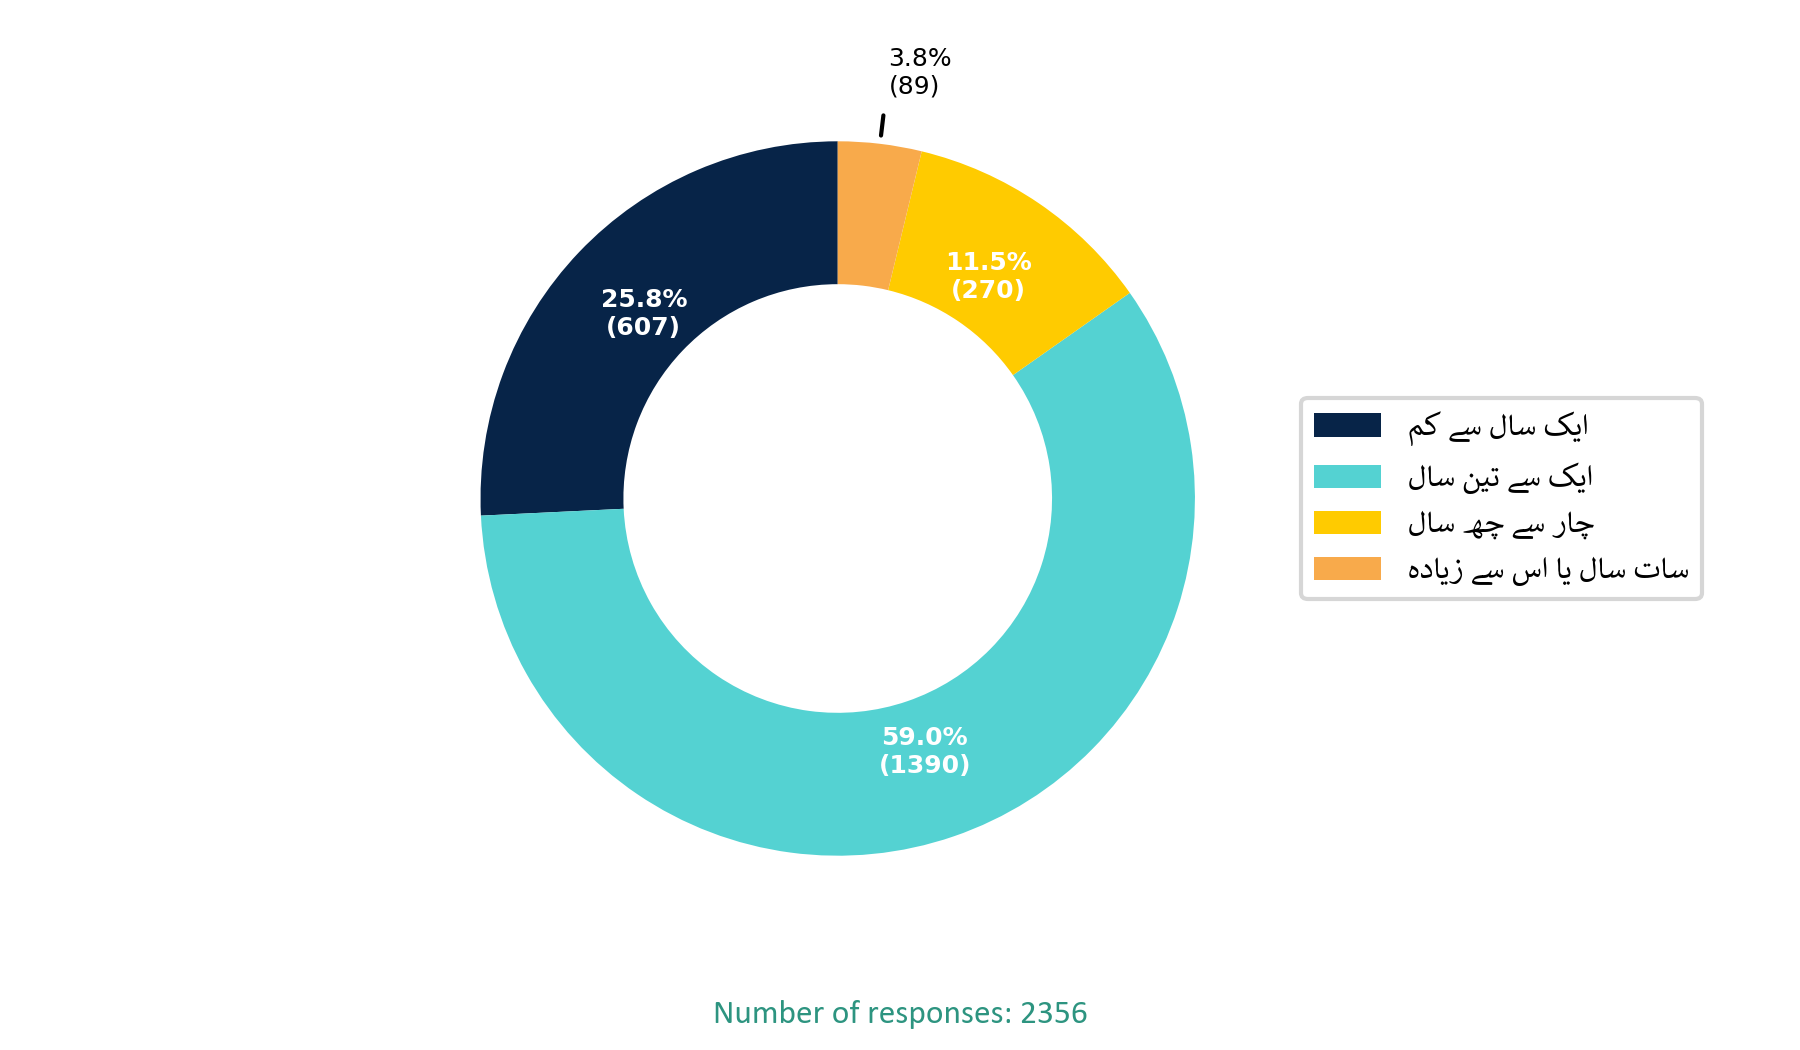 3.8%
(89)
11.5%
(270)
25.8%
(607)
ایک سال سے کم
ایک سے تین سال
چار سے چھ سال
سات سال یا اس سے زیادہ
59.0%
(1390)
Number of responses: 2356